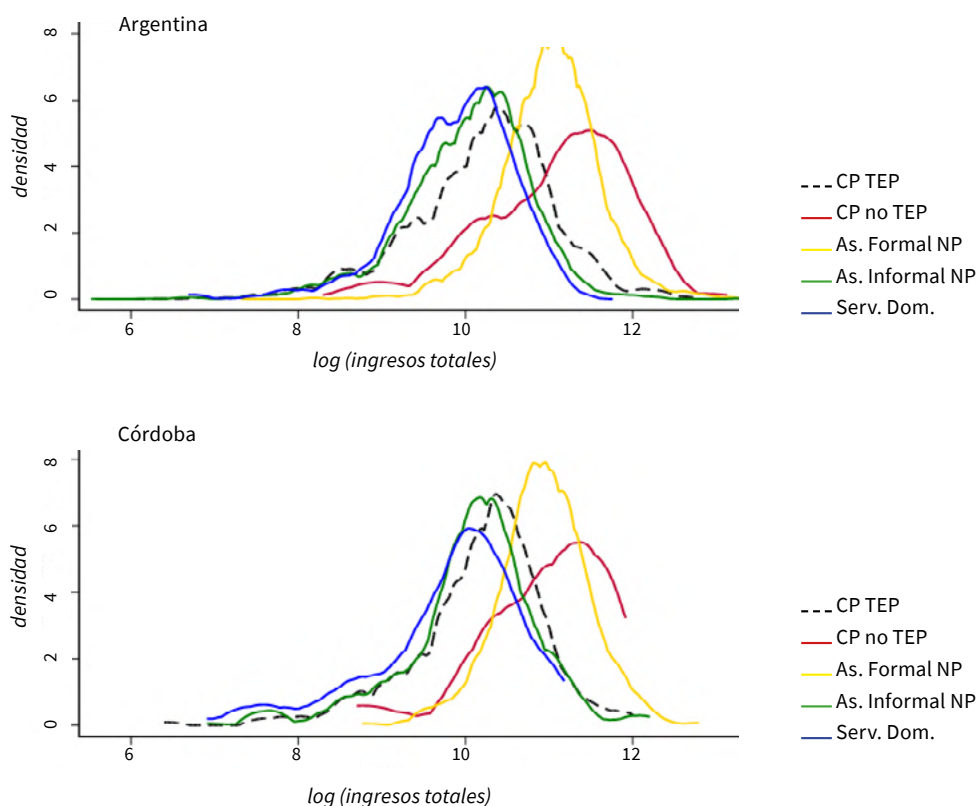 Argentina
8
6
4
2
0
densidad
6 8 10 12
log (ingresos totales)
CP TEP
CP no TEP
As. Formal NP
As. Informal NP
Serv. Dom.
Córdoba
8
6
4
2
0
densidad
6 8 10 12
log (ingresos totales)
CP TEP
CP no TEP
As. Formal NP
As. Informal NP
Serv. Dom.